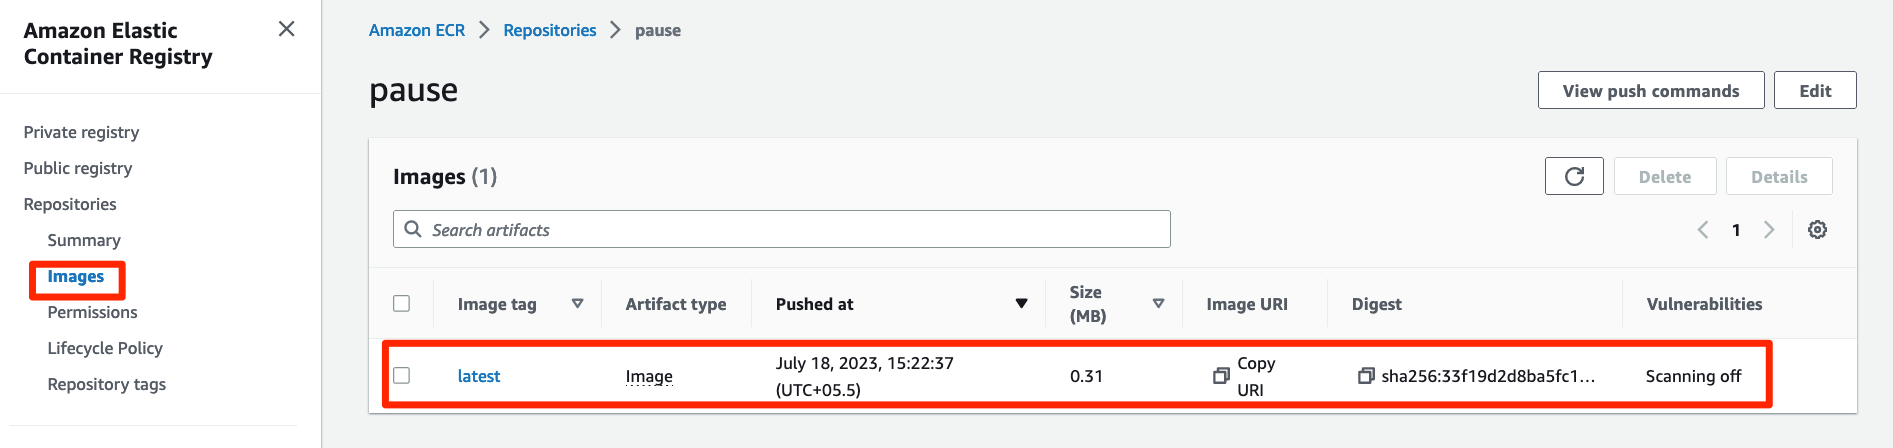 Amazon Elastic
Container Registry
Private registry
Public registry
Repositories
Summary
Images
Permissions
Lifecycle Policy
Repository tags
Amazon ECR > Repositories > pause
pause
View push commands
Edit
Images (1)
Delete
Details
Search artifacts
1
Image tag
Artifact type
Pushed at
Size
(MB)
Image URI
Digest
Vulnerabilities
latest
Image
July 18, 2023, 15:22:37
(UTC+05.5)
0.31
Copy
URI
sha256:33f19d2d8ba5fc1...
Scanning off